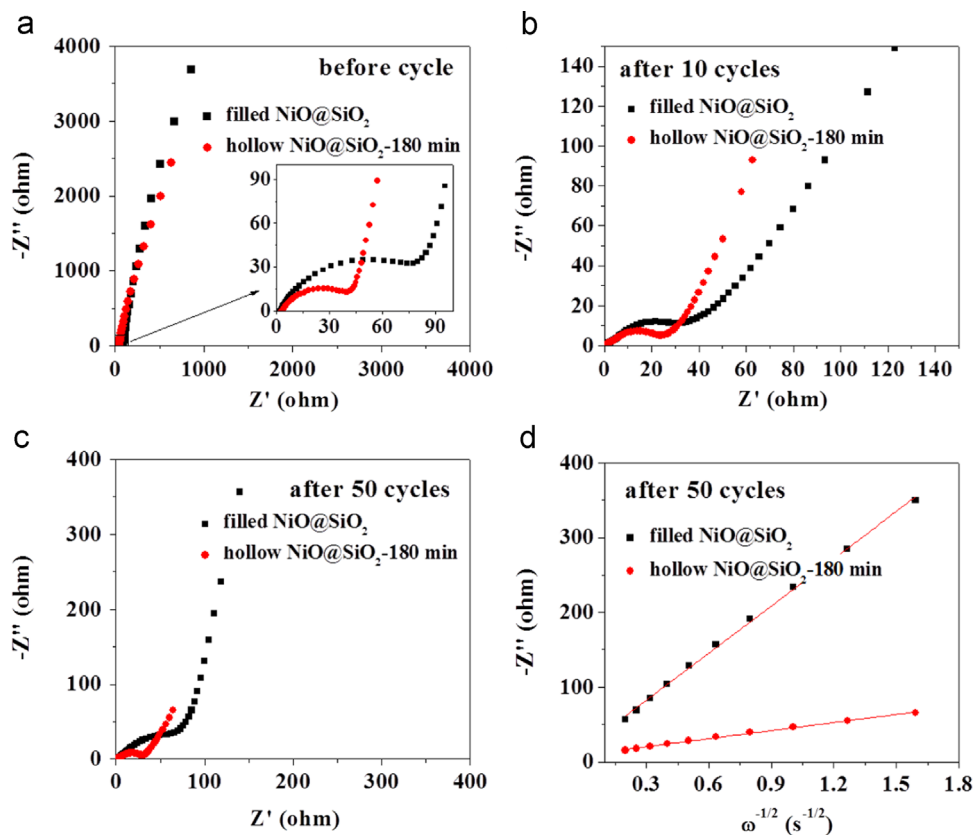 a
before cycle
filled NiO@SiO₂
hollow NiO@SiO₂-180 min
4000
3000
2000
1000
0
-Z'' (ohm)
90
60
30
0
0 30 60 90
0 1000 2000 3000 4000
Z' (ohm)
b
after 10 cycles
filled NiO@SiO₂
hollow NiO@SiO₂-180 min
140
120
100
80
60
40
20
0
-Z'' (ohm)
0 20 40 60 80 100 120 140
Z' (ohm)
c
after 50 cycles
filled NiO@SiO₂
hollow NiO@SiO₂-180 min
400
300
200
100
0
-Z'' (ohm)
0 100 200 300 400
Z' (ohm)
d
after 50 cycles
filled NiO@SiO₂
hollow NiO@SiO₂-180 min
400
300
200
100
0
-Z'' (ohm)
0.3 0.6 0.9 1.2 1.5 1.8
ω⁻¹/² (s⁻¹/²)